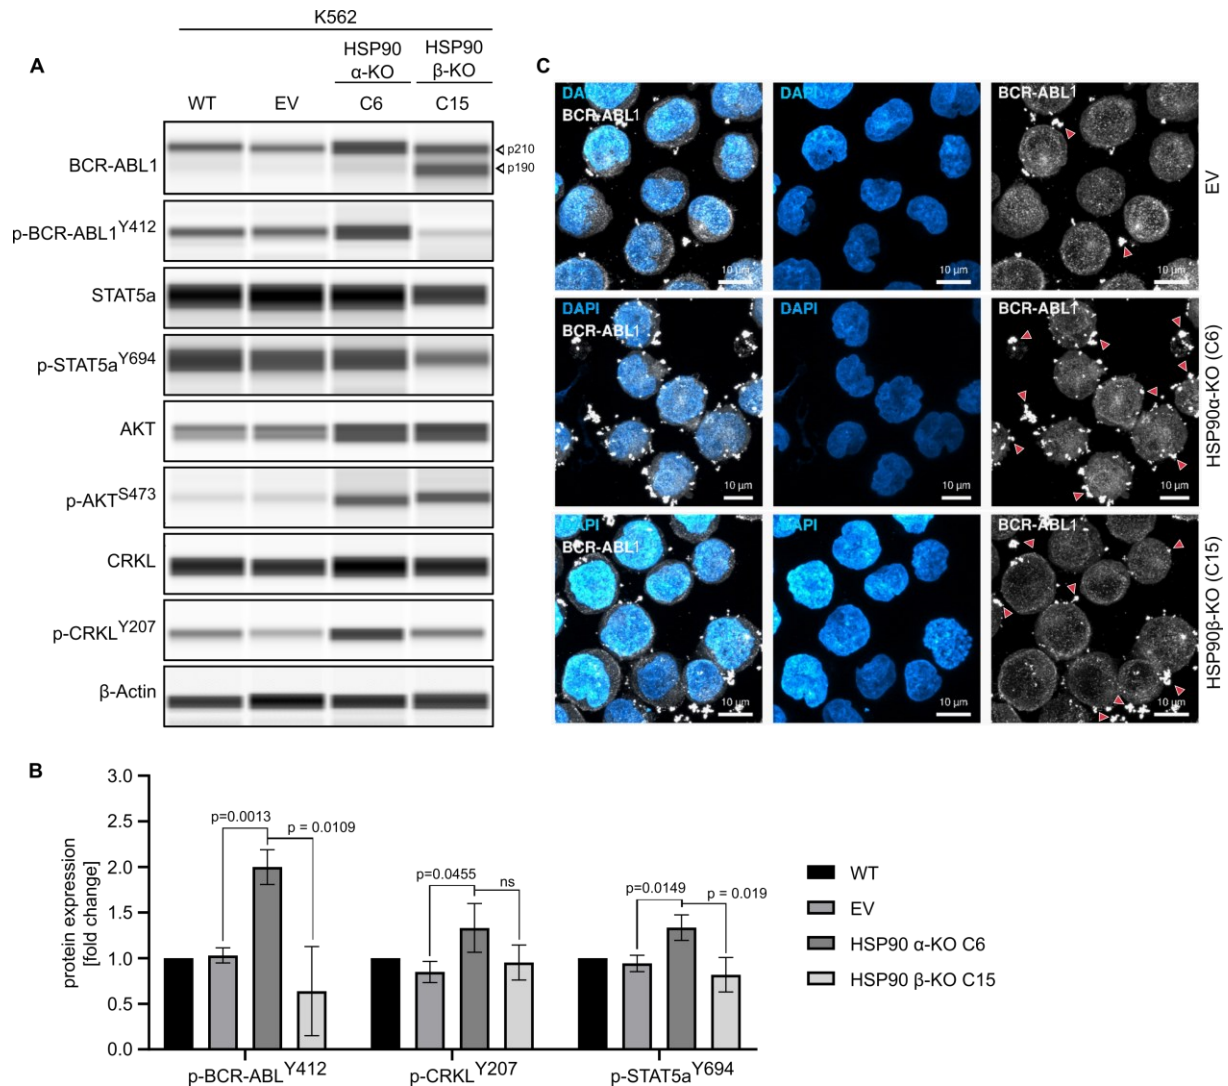 K562
A
HSP90
α-KO
HSP90
β-KO
WT
EV
C6
C15
BCR-ABL1
p210
p190
p-BCR-ABL1Y412
STAT5a
p-STAT5aY694
AKT
p-AKTS473
CRKL
p-CRKLY207
β-Actin
C
DAPI
BCR-ABL1
10 µm
DAPI
10 µm
BCR-ABL1
10 µm
EV
DAPI
BCR-ABL1
10 µm
DAPI
10 µm
BCR-ABL1
10 µm
HSP90α-KO (C6)
DAPI
BCR-ABL1
10 µm
DAPI
10 µm
BCR-ABL1
10 µm
HSP90β-KO (C15)
B
protein expression
[fold change]
3.0
2.5
2.0
1.5
1.0
0.5
0.0
p=0.0013
p = 0.0109
p=0.0455
ns
p=0.0149
p = 0.019
p-BCR-ABLY412
p-CRKLY207
p-STAT5aY694
WT
EV
HSP90 α-KO C6
HSP90 β-KO C15